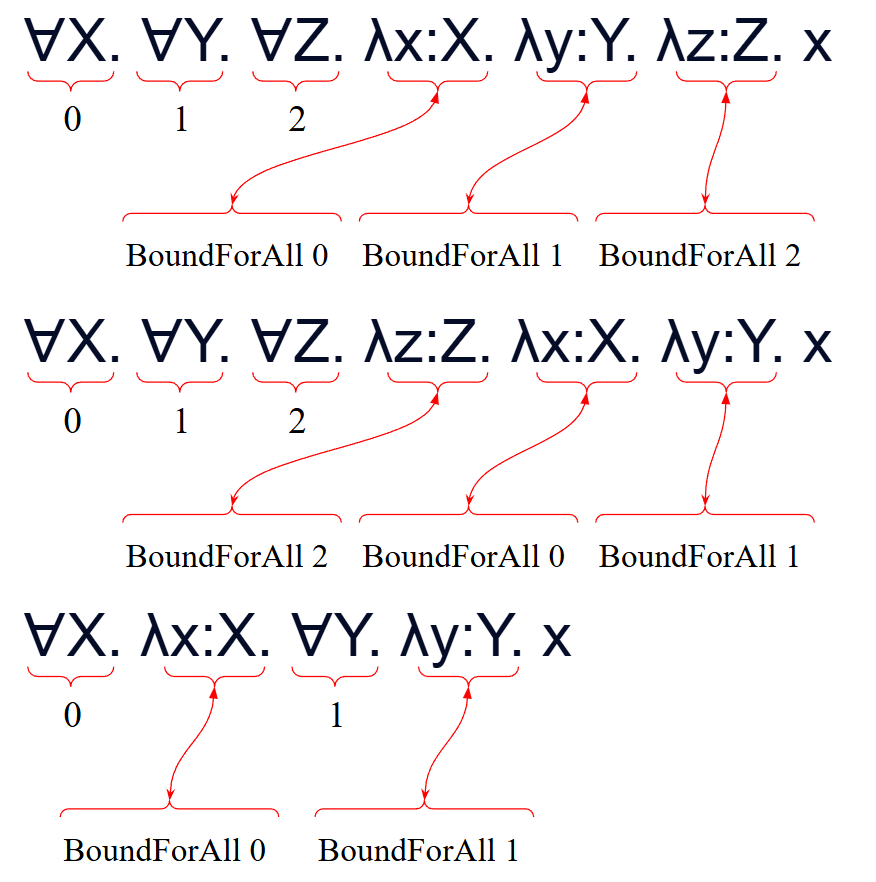 ∀X. ∀Y. ∀Z. λx:X. λy:Y. λz:Z. x
0 1 2
BoundForAll 0 BoundForAll 1 BoundForAll 2
∀X. ∀Y. ∀Z. λz:Z. λx:X. λy:Y. x
0 1 2
BoundForAll 2 BoundForAll 0 BoundForAll 1
∀X. λx:X. ∀Y. λy:Y. x
0 1
BoundForAll 0 BoundForAll 1